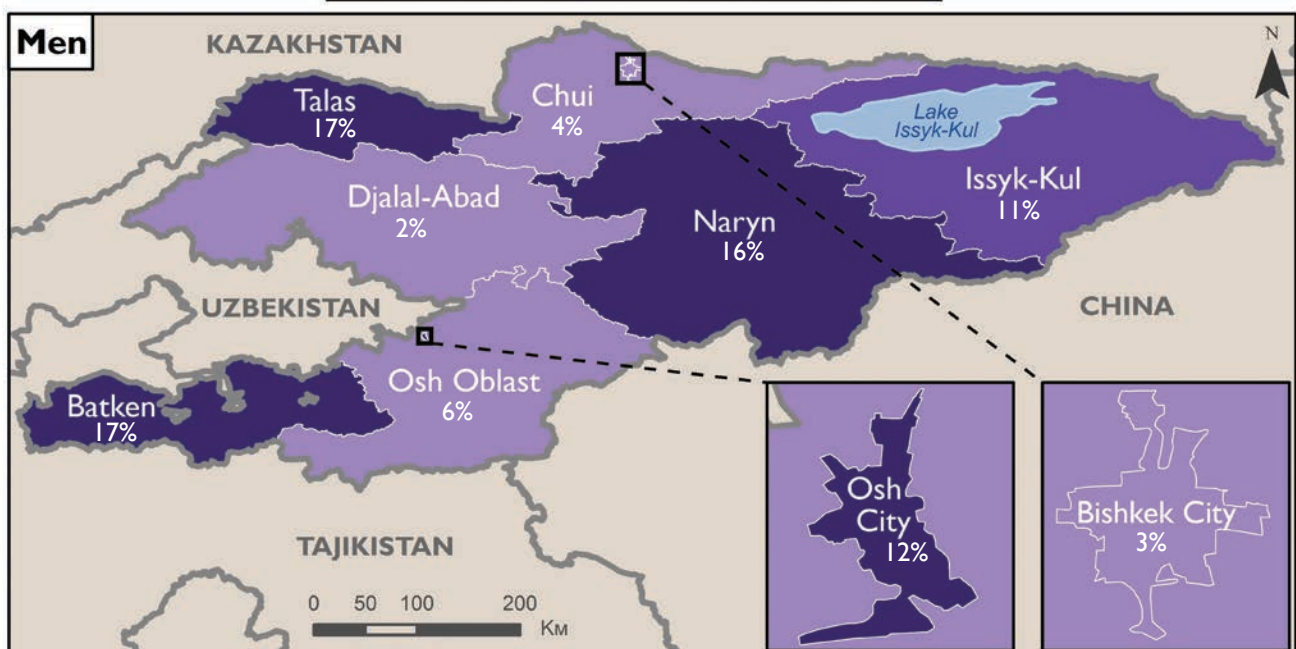 Men
KAZAKHSTAN
N
Talas
17%
Chui
4%
Lake
Issyk-Kul
Issyk-Kul
11%
Djalal-Abad
2%
Naryn
16%
UZBEKISTAN
CHINA
Osh Oblast
6%
Batken
17%
Osh
City
12%
Bishkek City
3%
TAJIKISTAN
0 50 100 200
Км